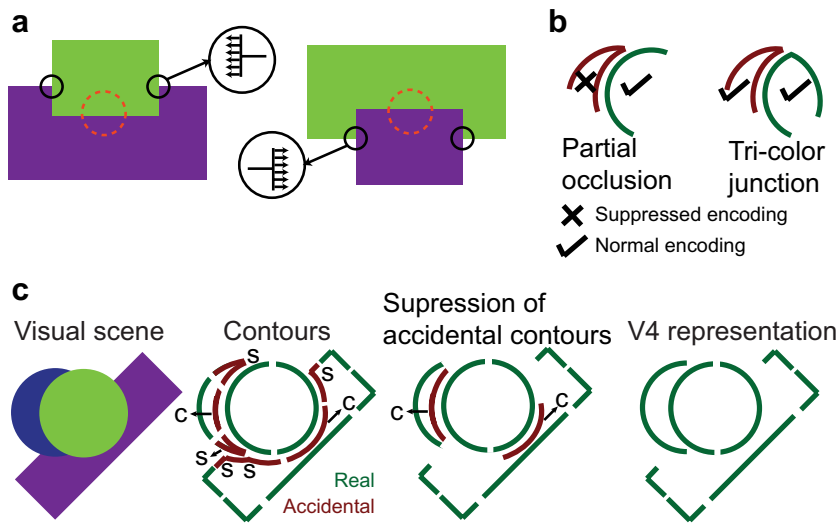 a
b
Partial
occlusion
Tri-color
junction
Suppressed encoding
Normal encoding
c
Visual scene
Contours
Supression of
accidental contours
V4 representation
S
S
C
C
S
S
S
C
C
Real
Accidental